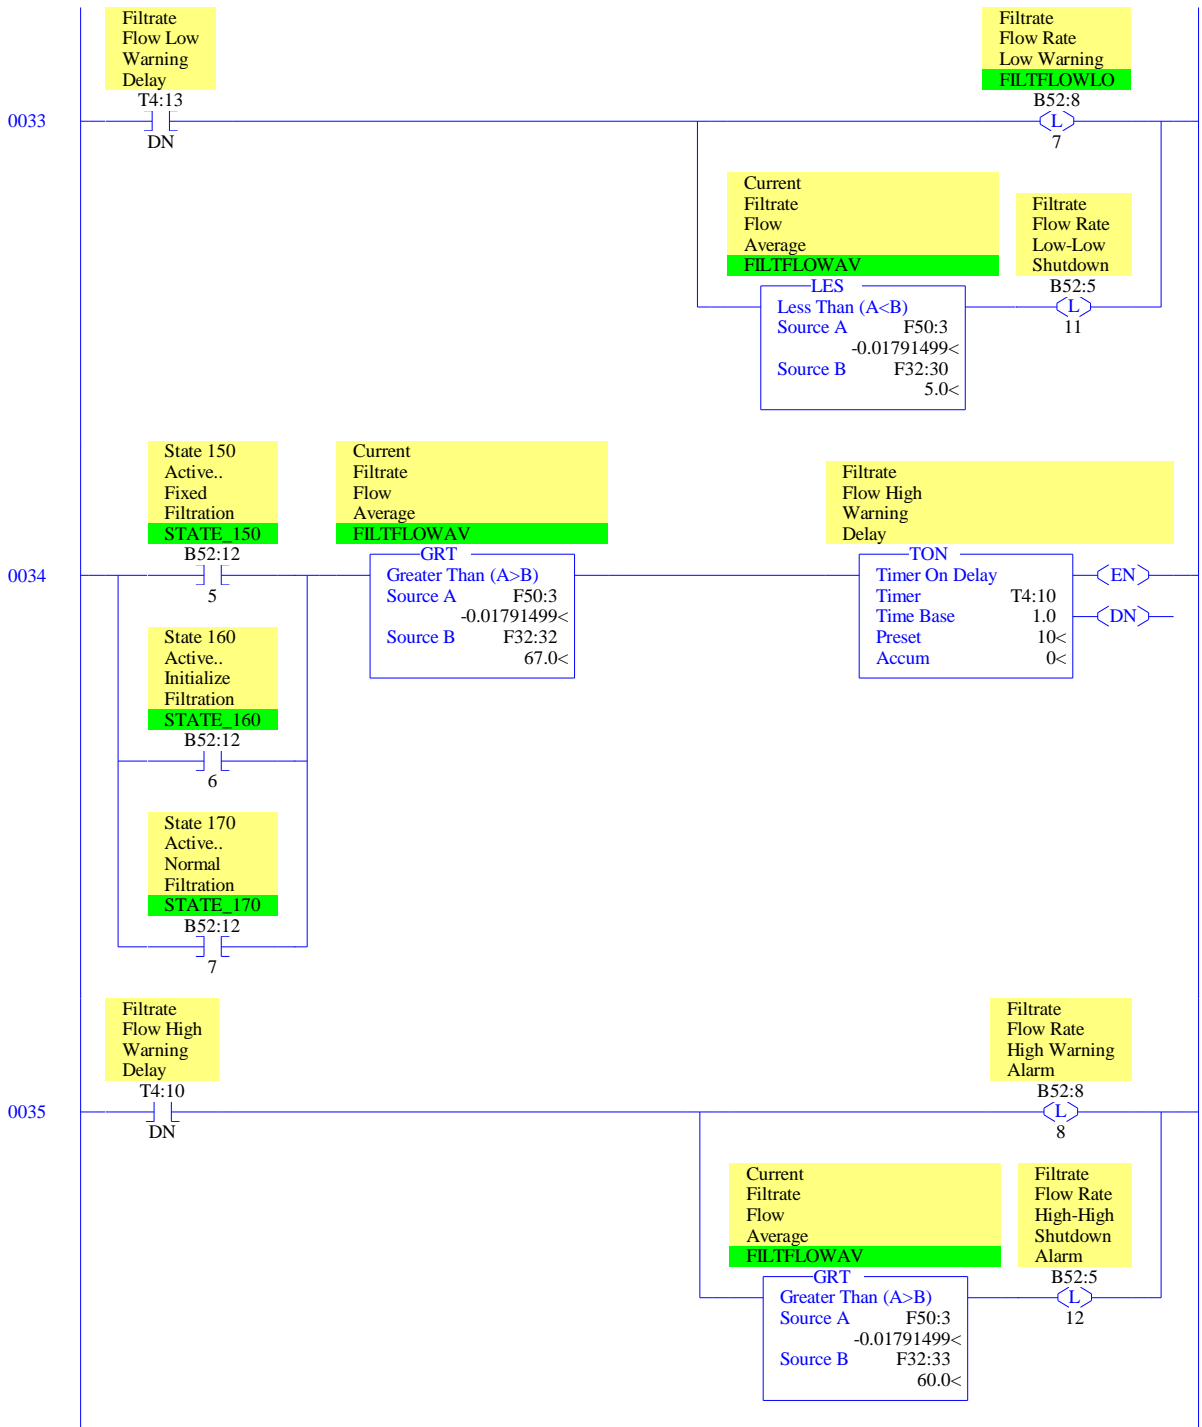 Filtrate
Flow Low
Warning
Delay
T4:13
DN
Filtrate
Flow Rate
Low Warning
FILTFLOWLO
B52:8
L
7
0033
Current
Filtrate
Flow
Average
FILTFLOWAV
LES
Less Than (A<B)
Source A F50:3
-0.01791499<
Source B F32:30
5.0<
Filtrate
Flow Rate
Low-Low
Shutdown
B52:5
L
11
State 150
Active..
Fixed
Filtration
STATE_150
B52:12
5
0034
Current
Filtrate
Flow
Average
FILTFLOWAV
GRT
Greater Than (A>B)
Source A F50:3
-0.01791499<
Source B F32:32
67.0<
Filtrate
Flow High
Warning
Delay
TON
Timer On Delay
Timer T4:10
Time Base 1.0
Preset 10<
Accum 0<
EN
DN
State 160
Active..
Initialize
Filtration
STATE_160
B52:12
6
State 170
Active..
Normal
Filtration
STATE_170
B52:12
7
Filtrate
Flow High
Warning
Delay
T4:10
DN
Filtrate
Flow Rate
High Warning
Alarm
B52:8
L
8
0035
Current
Filtrate
Flow
Average
FILTFLOWAV
GRT
Greater Than (A>B)
Source A F50:3
-0.01791499<
Source B F32:33
60.0<
Filtrate
Flow Rate
High-High
Shutdown
Alarm
B52:5
L
12